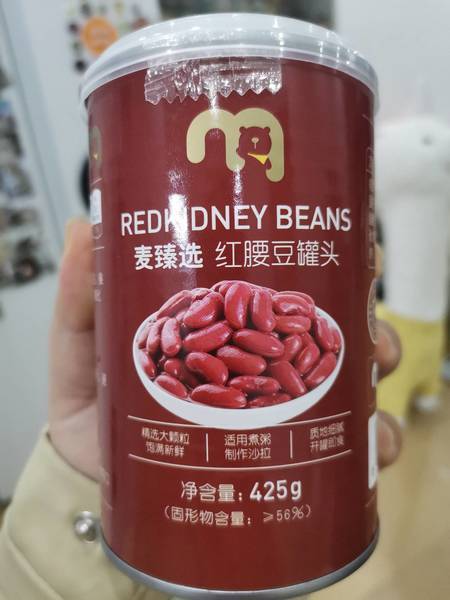 REDKIDNEY BEANS
麦臻选 红腰豆罐头
精选大颗粒 适用煮粥 质地细腻
饱满新鲜 制作沙拉 开罐即食
净含量：425g
（固形物含量：≥56%）